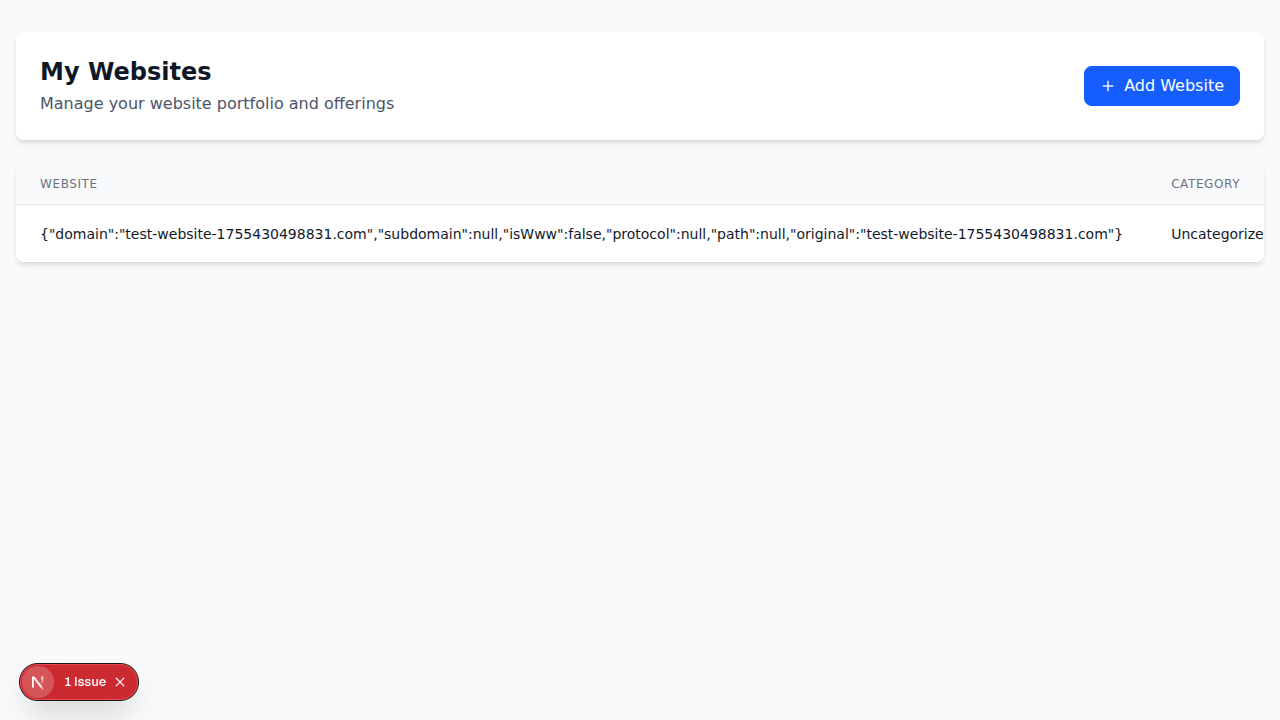 My Websites
Manage your website portfolio and offerings
Add Website
WEBSITE CATEGORY
{"domain":"test-website-1755430498831.com","subdomain":null,"isWww":false,"protocol":null,"path":null,"original":"test-website-1755430498831.com"} Uncategorize
N 1 Issue